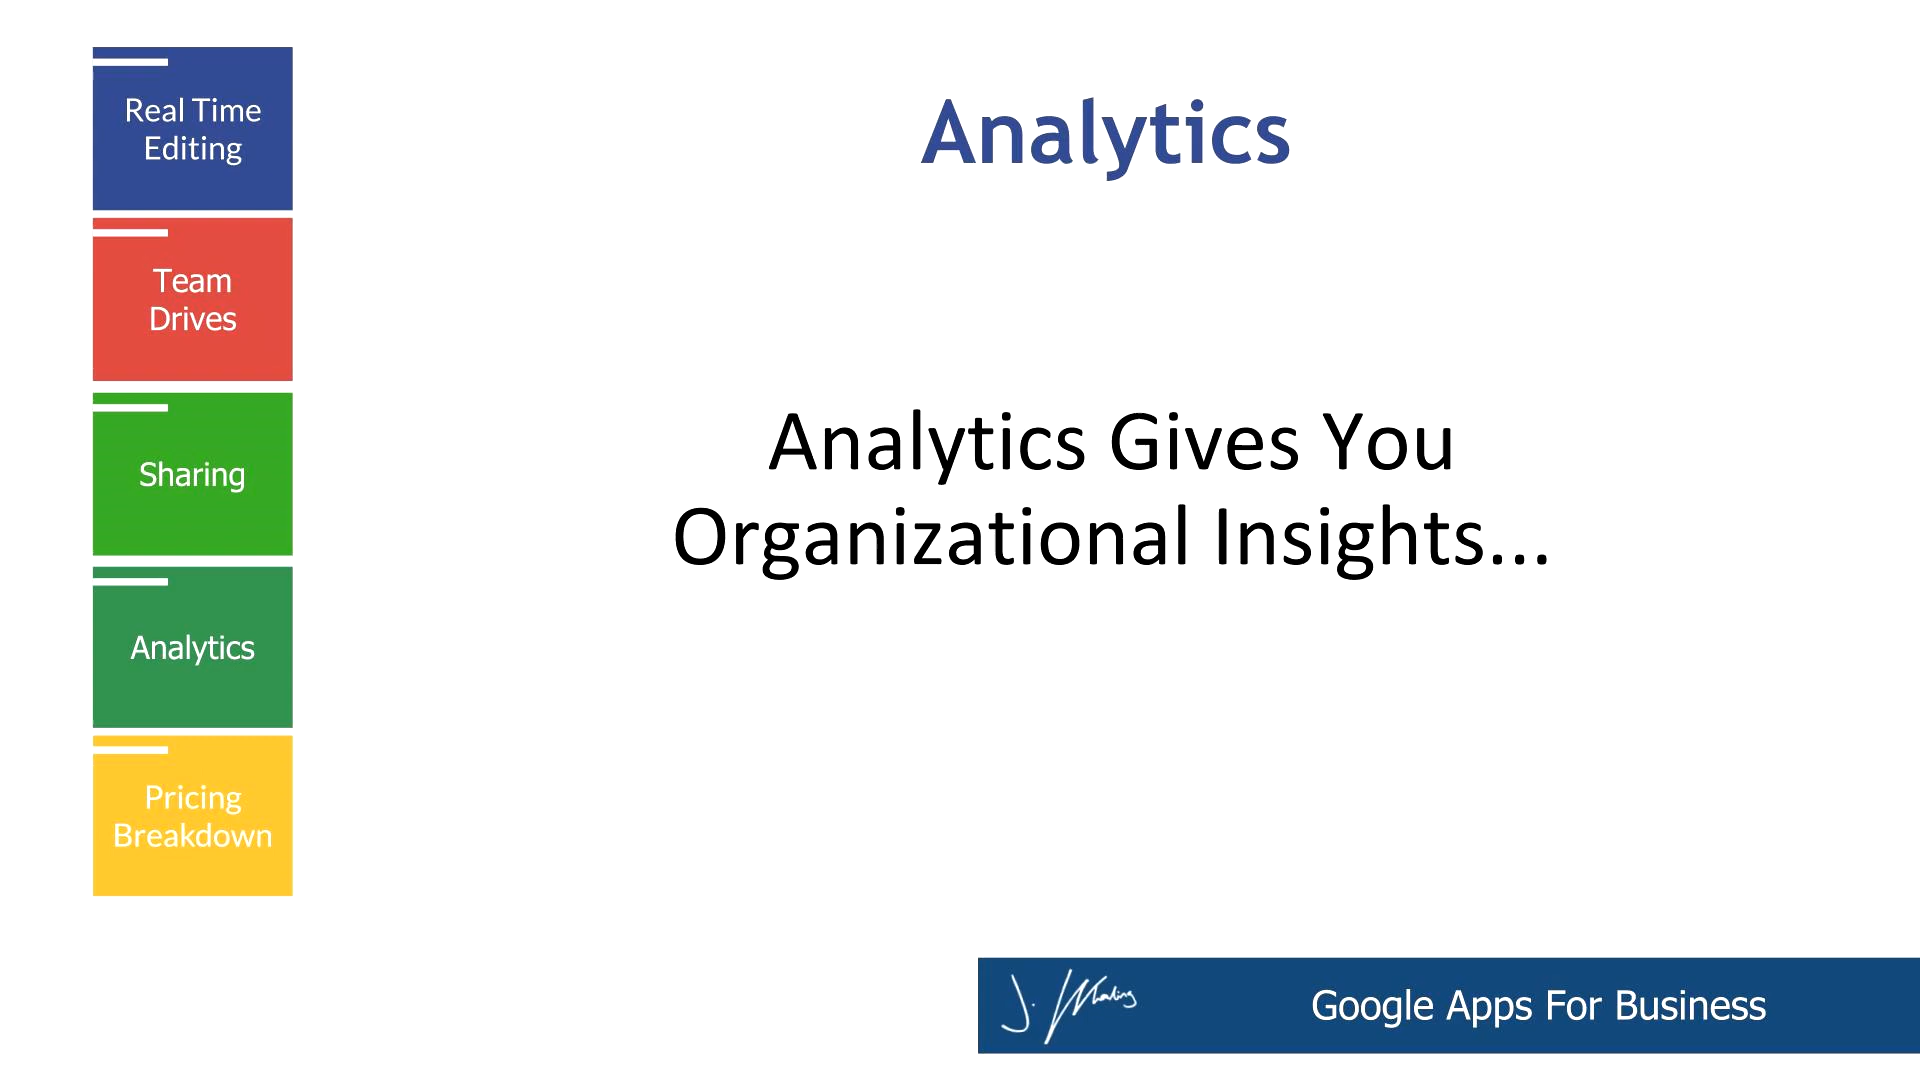 Real Time
Editing
Team
Drives
Sharing
Analytics
Pricing
Breakdown
Analytics
Analytics Gives You
Organizational Insights...
Google Apps For Business